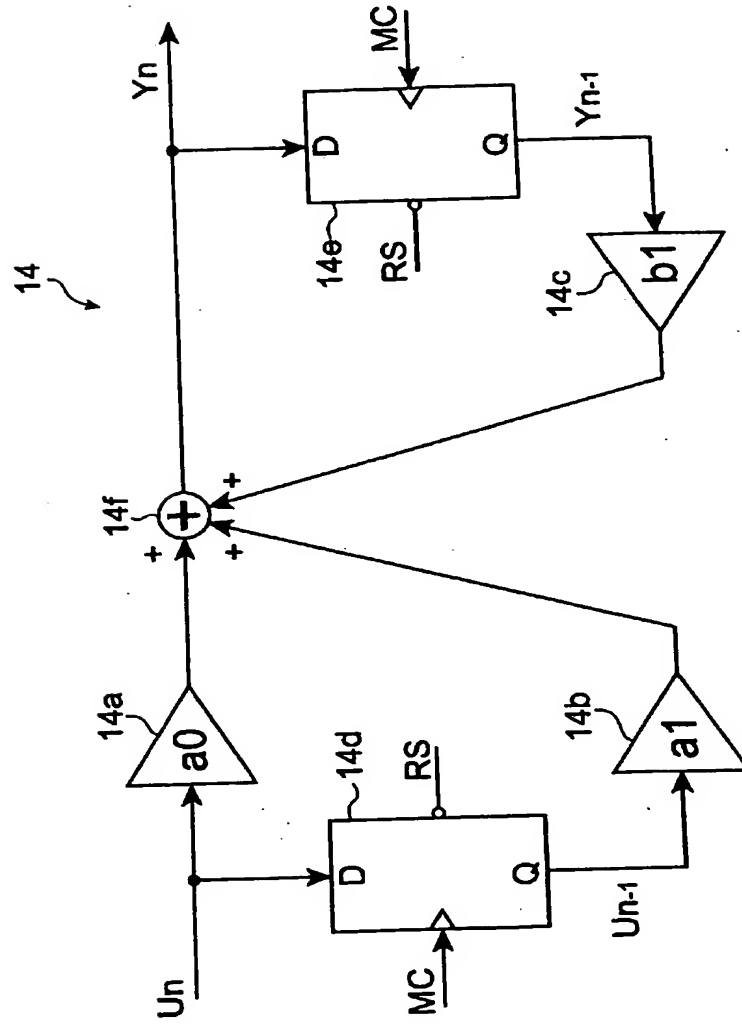 14
Un
a0
14a
+
14f
+
+
+
Yn
D
14d
RS
MC
Q
Un-1
a1
14b
D
MC
14e
RS
Q
Yn-1
b1
14c